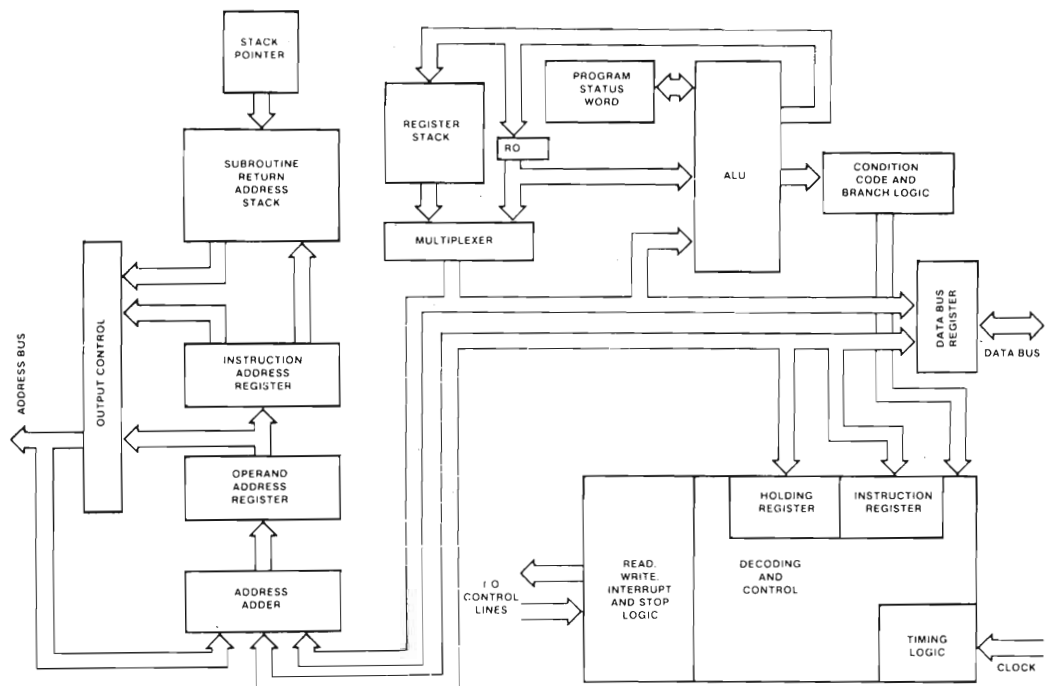 STACK
POINTER
PROGRAM
STATUS
WORD
REGISTER
STACK
RO
ALU
SUBROUTINE
RETURN
ADDRESS
STACK
CONDITION
CODE AND
BRANCH LOGIC
MULTIPLEXER
DATA BUS
REGISTER
DATA BUS
ADDRESS BUS
OUTPUT CONTROL
INSTRUCTION
ADDRESS
REGISTER
OPERAND
ADDRESS
REGISTER
HOLDING
REGISTER
INSTRUCTION
REGISTER
READ,
WRITE,
INTERRUPT
AND STOP
LOGIC
DECODING
AND
CONTROL
I O
CONTROL
LINES
ADDRESS
ADDER
TIMING
LOGIC
CLOCK